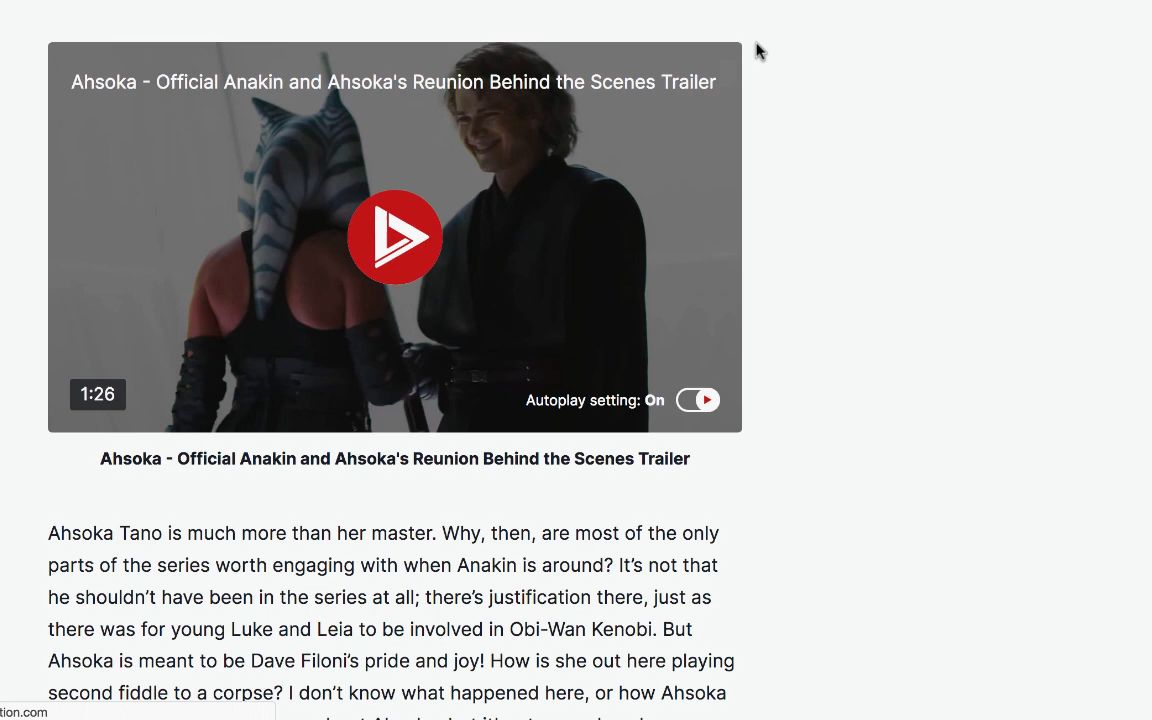 Ahsoka - Official Anakin and Ahsoka's Reunion Behind the Scenes Trailer
1:26
Autoplay setting: On
Ahsoka - Official Anakin and Ahsoka's Reunion Behind the Scenes Trailer
Ahsoka Tano is much more than her master. Why, then, are most of the only
parts of the series worth engaging with when Anakin is around? It’s not that
he shouldn’t have been in the series at all; there’s justification there, just as
there was for young Luke and Leia to be involved in Obi-Wan Kenobi. But
Ahsoka is meant to be Dave Filoni’s pride and joy! How is she out here playing
second fiddle to a corpse? I don’t know what happened here, or how Ahsoka
tion.com